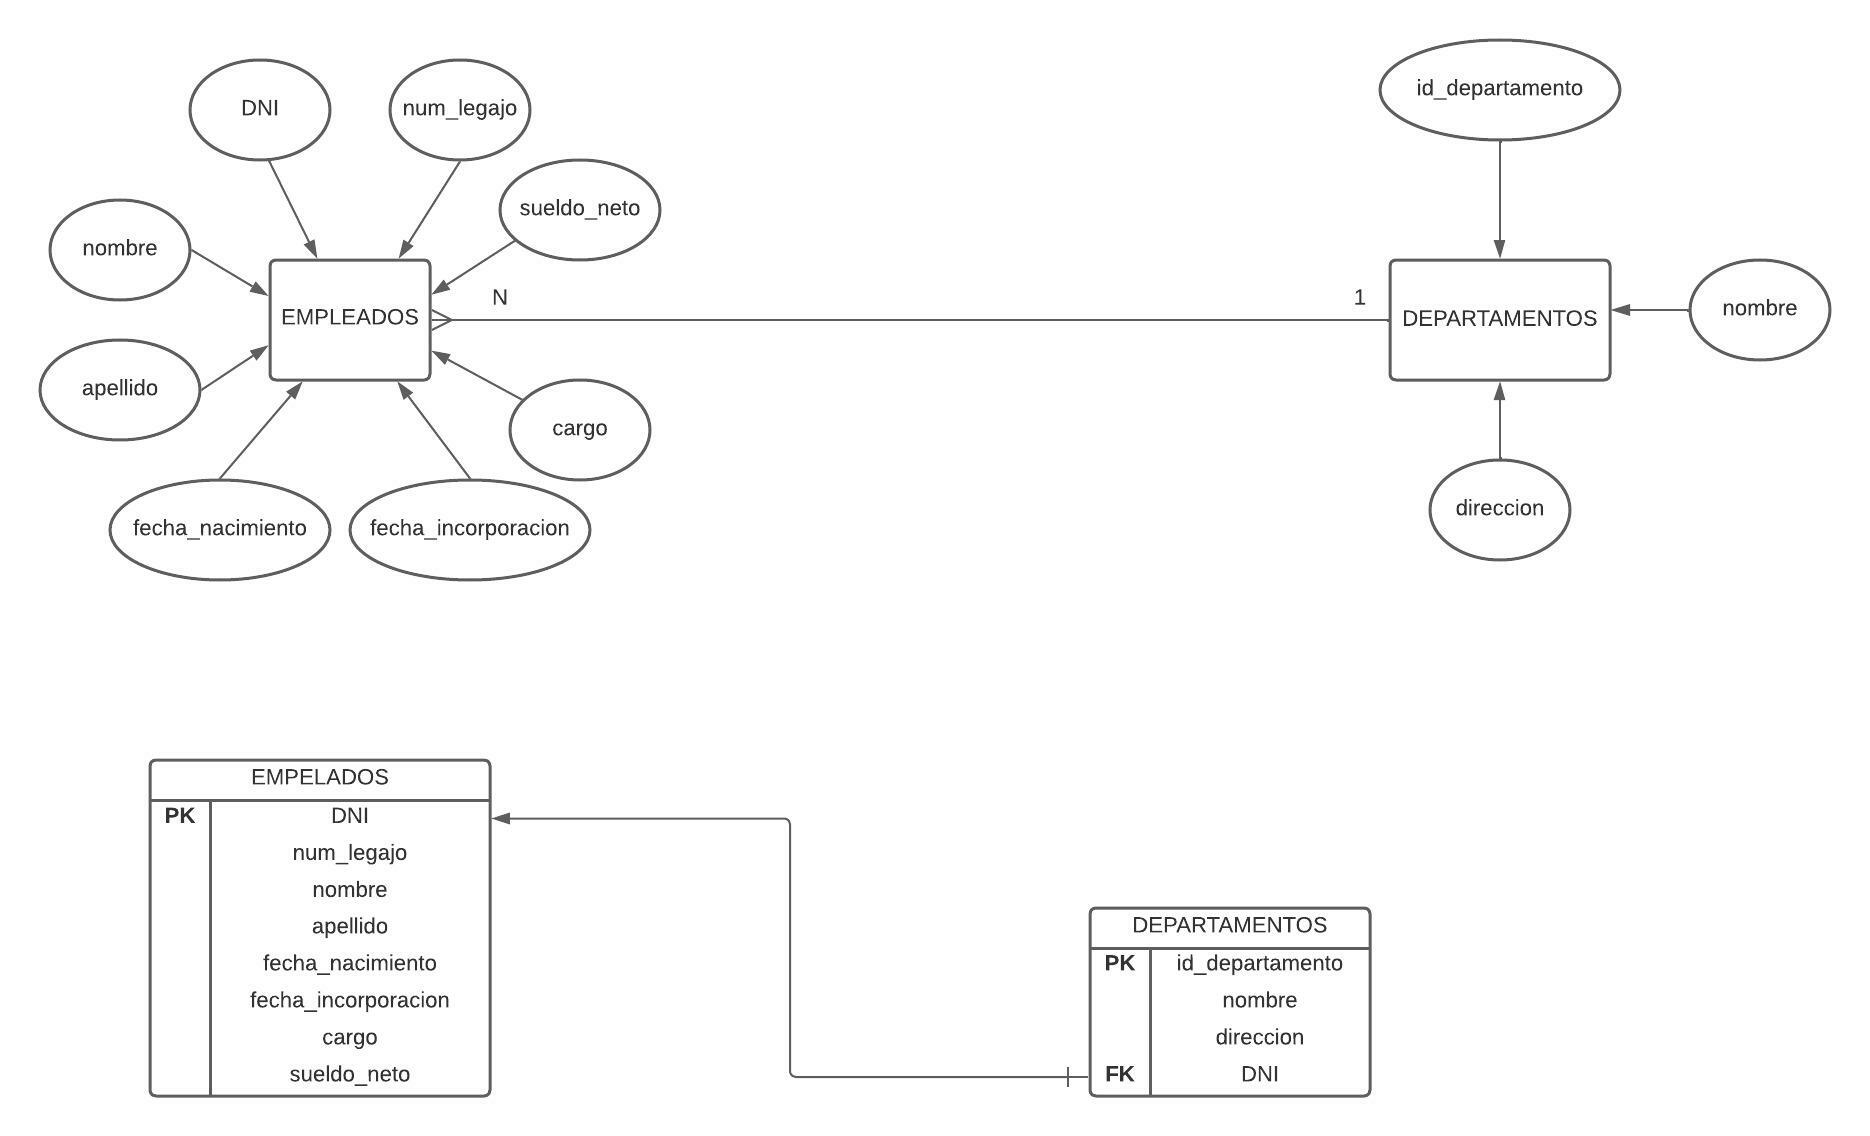 DNI
num_legajo
id_departamento
sueldo_neto
nombre
EMPLEADOS
N
1
DEPARTAMENTOS
nombre
apellido
cargo
fecha_nacimiento
fecha_incorporacion
direccion
EMPELADOS
PK DNI
num_legajo
nombre
apellido
fecha_nacimiento
fecha_incorporacion
cargo
sueldo_neto
DEPARTAMENTOS
PK id_departamento
nombre
direccion
FK DNI